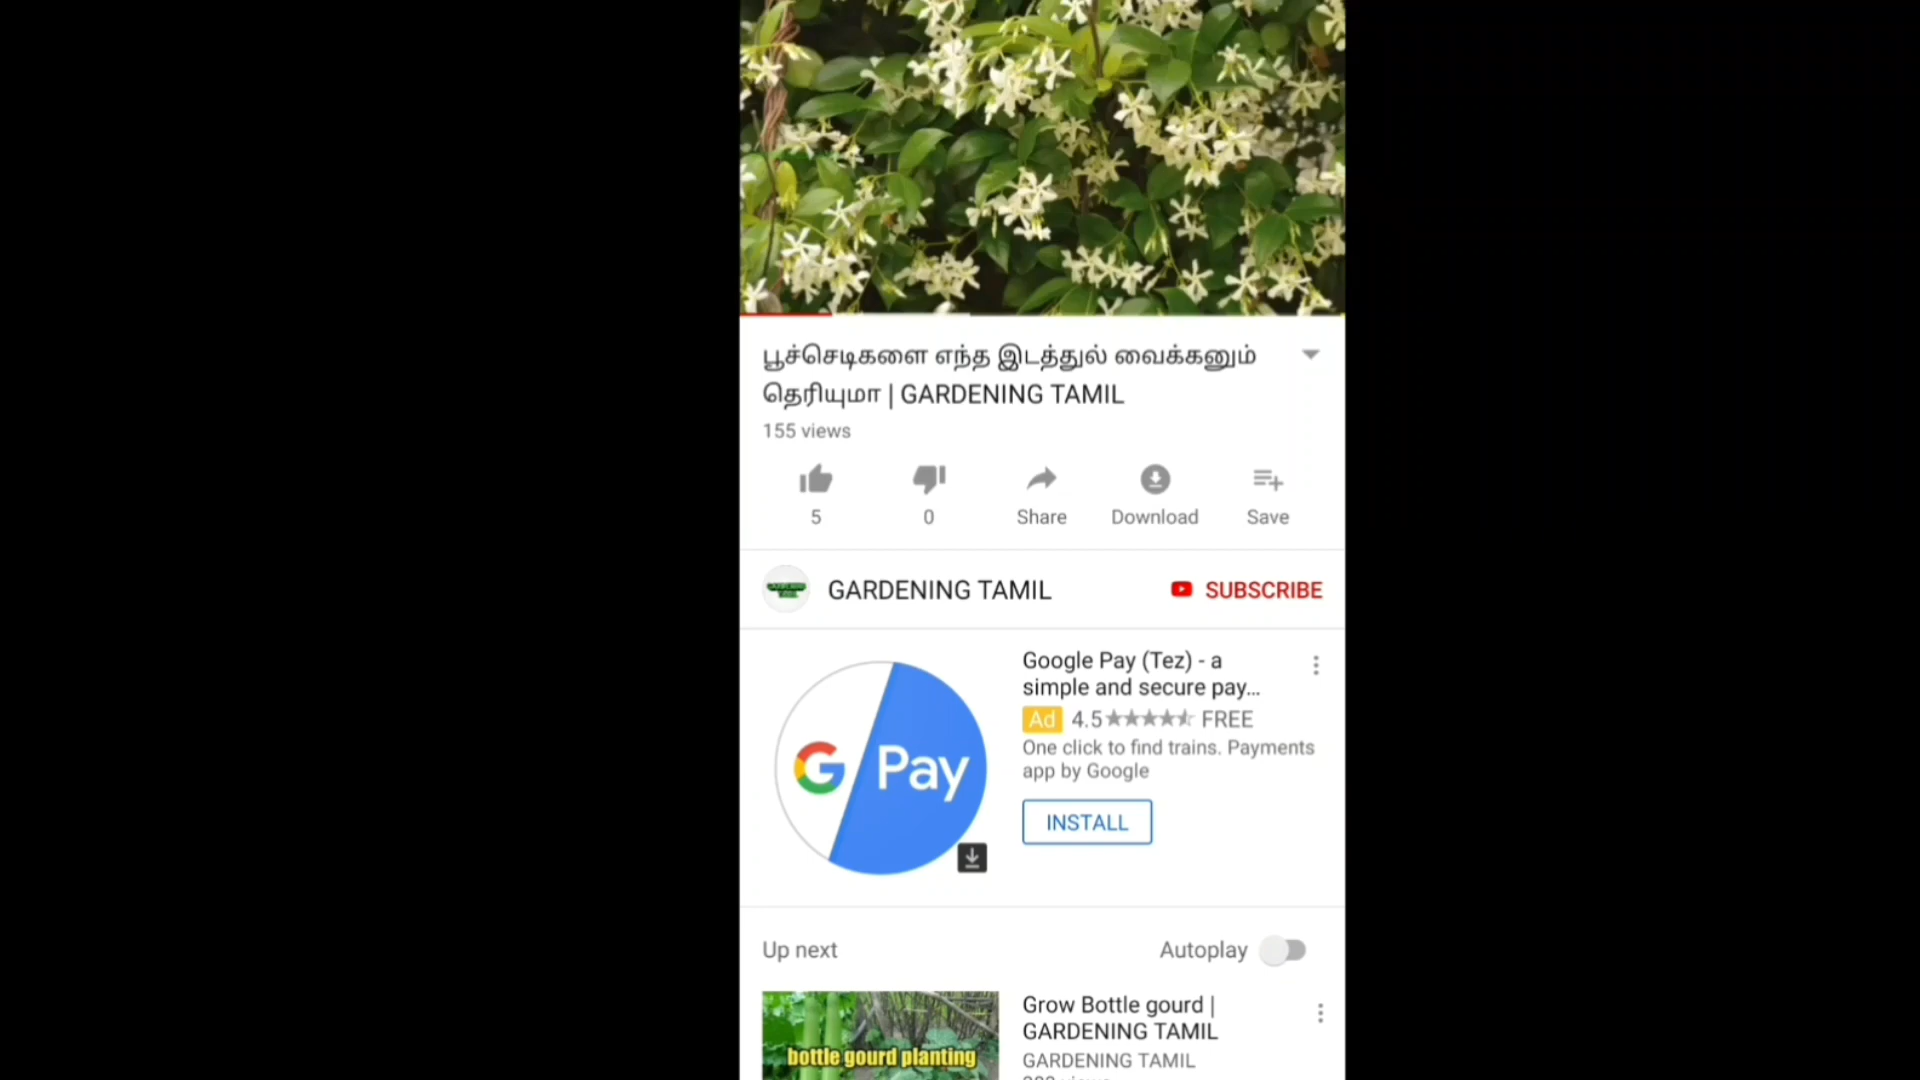 பூச்செடிகளை எந்த இடத்துல் வைக்கனும்
தெரியுமா | GARDENING TAMIL
155 views
5
0
Share
Download
Save
GARDENING TAMIL
SUBSCRIBE
Google Pay (Tez) - a
simple and secure pay...
Ad 4.5 FREE
One click to find trains. Payments
app by Google
INSTALL
G Pay
Up next
Autoplay
Grow Bottle gourd |
GARDENING TAMIL
GARDENING TAMIL
bottle gourd planting